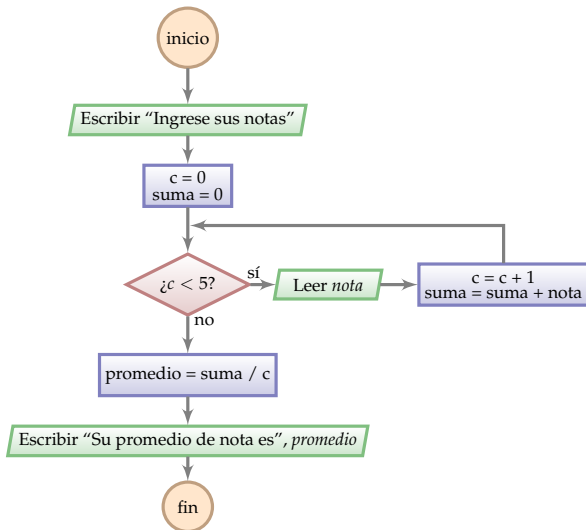 inicio
Escribir “Ingrese sus notas”
c = 0
suma = 0
¿c < 5?
sí
Leer nota
c = c + 1
suma = suma + nota
no
promedio = suma / c
Escribir “Su promedio de nota es”, promedio
fin